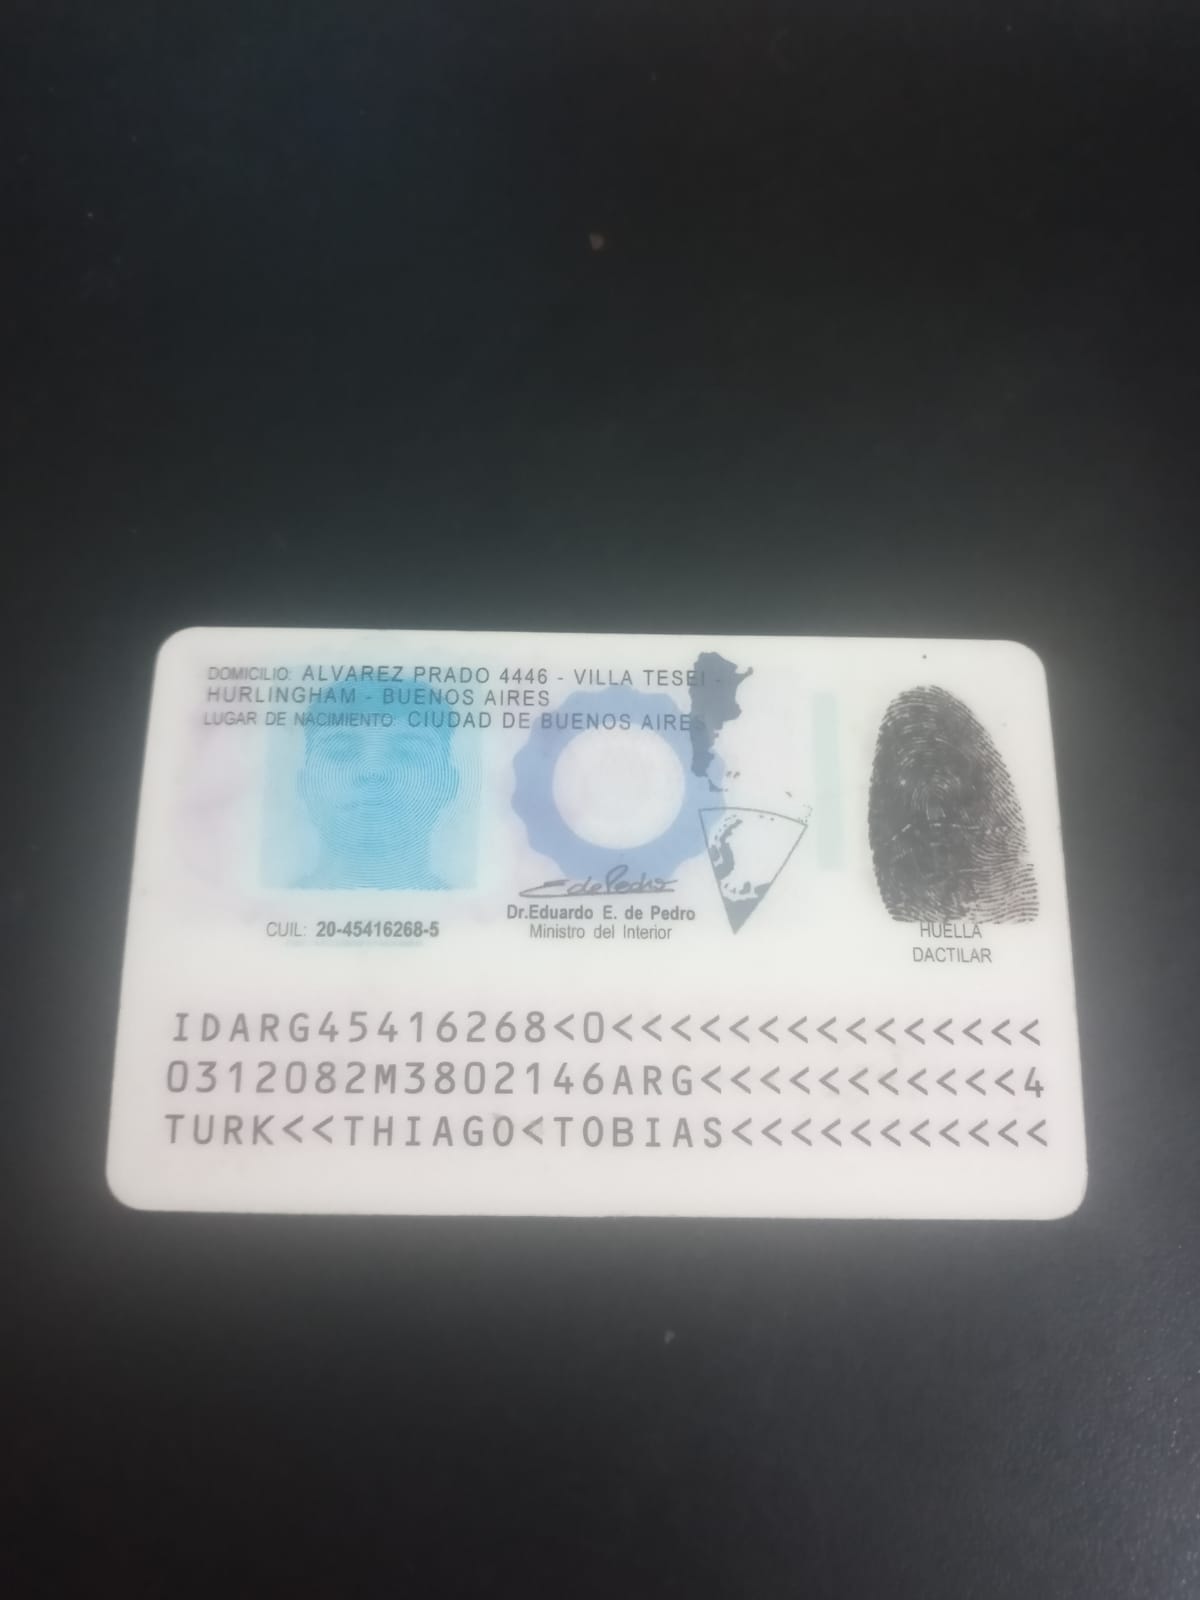 DOMICILIO: ALVAREZ PRADO 4446 - VILLA TESEI -
HURLINGHAM - BUENOS AIRES
LUGAR DE NACIMIENTO: CIUDAD DE BUENOS AIRES
CUIL: 20-45416268-5
EdePedro
Dr.Eduardo E. de Pedro
Ministro del Interior
HUELLA
DACTILAR
IDARG45416268<0<<<<<<<<<<<<<<<
0312082M3802146ARG<<<<<<<<<<<4
TURK<<THIAGO<TOBIAS<<<<<<<<<<<